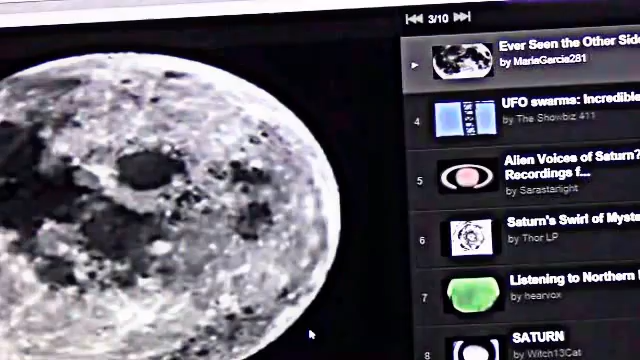 3/10
Ever Seen the Other Side
by MariaGarcia281
4
UFO swarms: Incredible
by The Showbiz 411
5
Alien Voices of Saturn?
Recordings f...
by Sarastarlight
6
Saturn's Swirl of Myste
by Thor LP
7
Listening to Northern
by hearvox
8
SATURN
by Witch13Cat